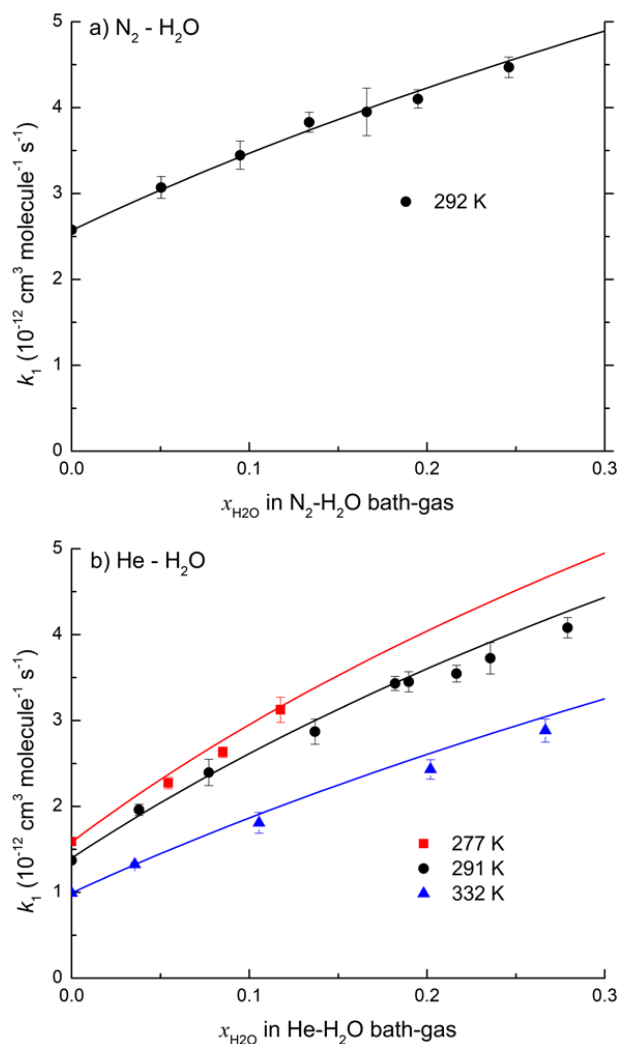 a) N₂ - H₂O
5
4
3
2
1
0
k₁ (10⁻¹² cm³ molecule⁻¹ s⁻¹)
292 K
0.0 0.1 0.2 0.3
x_H2O in N₂-H₂O bath-gas
b) He - H₂O
5
4
3
2
1
0
k₁ (10⁻¹² cm³ molecule⁻¹ s⁻¹)
277 K
291 K
332 K
0.0 0.1 0.2 0.3
x_H2O in He-H₂O bath-gas